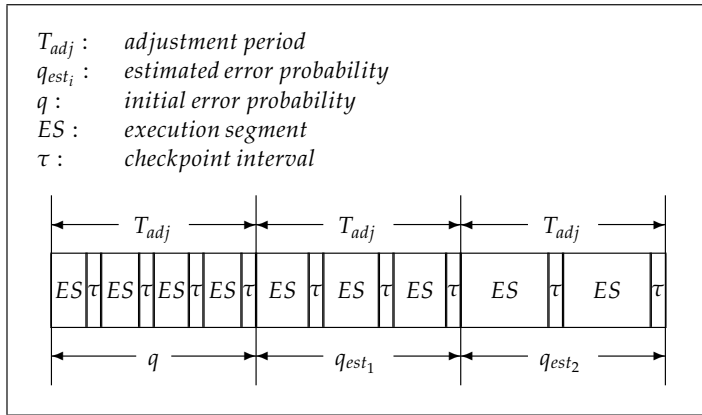 T_adj : adjustment period
q_est_i : estimated error probability
q : initial error probability
ES : execution segment
τ : checkpoint interval
T_adj T_adj T_adj
ES τ ES τ ES τ ES τ ES τ ES τ ES τ ES τ ES τ
q q_est_1 q_est_2